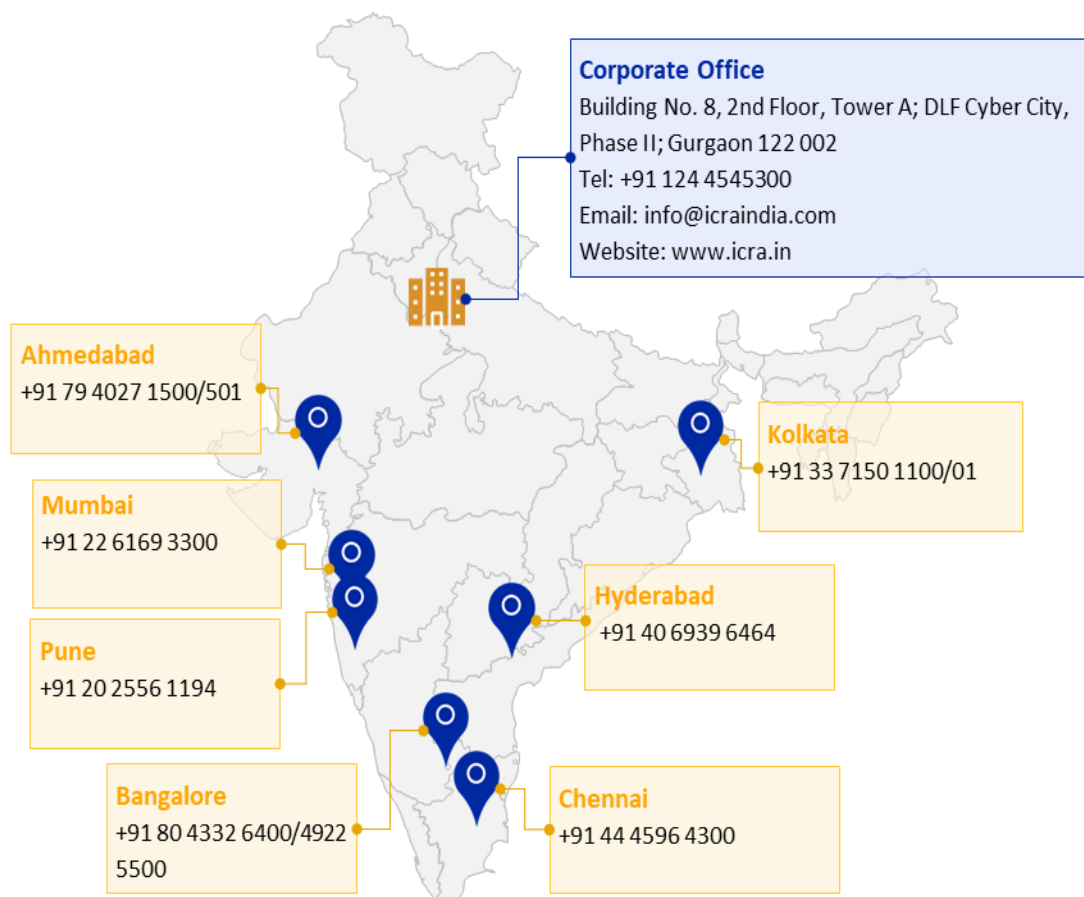 Corporate Office
Building No. 8, 2nd Floor, Tower A; DLF Cyber City,
Phase II; Gurgaon 122 002
Tel: +91 124 4545300
Email: info@icraindia.com
Website: www.icra.in
Ahmedabad
+91 79 4027 1500/501
Kolkata
+91 33 7150 1100/01
Mumbai
+91 22 6169 3300
Hyderabad
+91 40 6939 6464
Pune
+91 20 2556 1194
Bangalore
+91 80 4332 6400/4922
5500
Chennai
+91 44 4596 4300